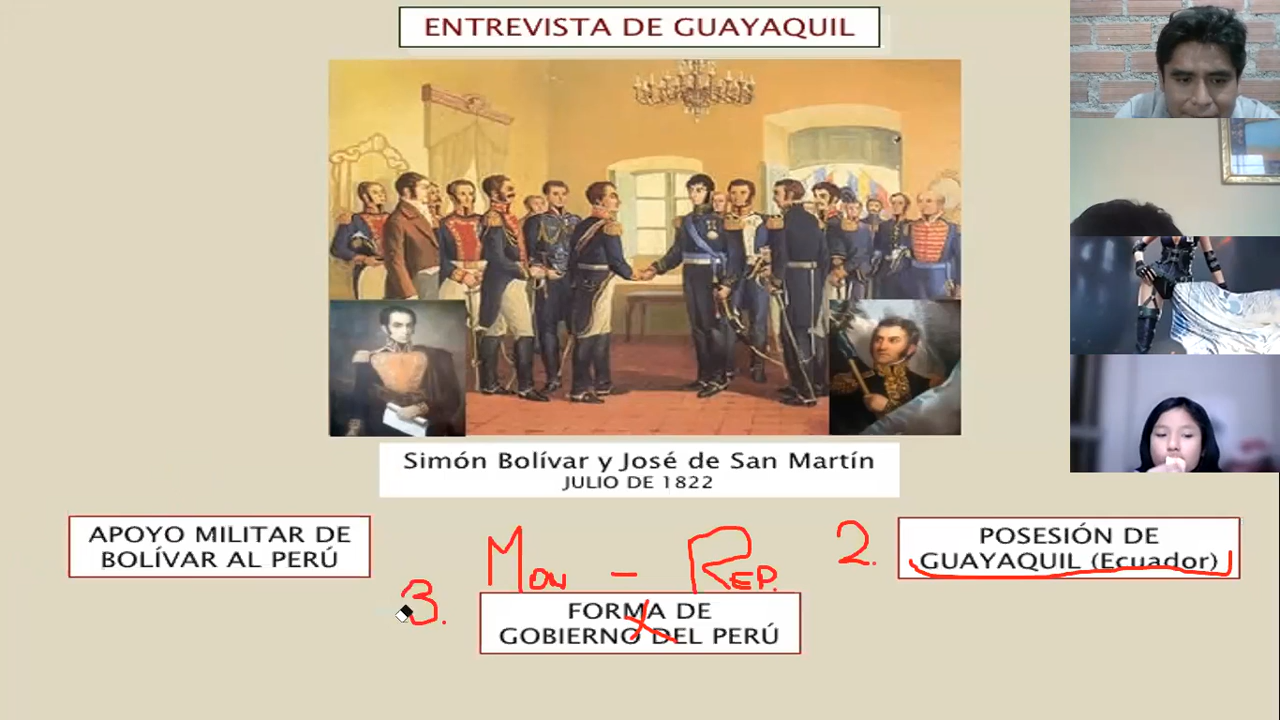 ENTREVISTA DE GUAYAQUIL
Simón Bolívar y José de San Martín
JULIO DE 1822
APOYO MILITAR DE
BOLÍVAR AL PERÚ
Mon - Rep.
2.
POSESIÓN DE
GUAYAQUIL (Ecuador)
3.
FORMA DE
GOBIERNO DEL PERÚ